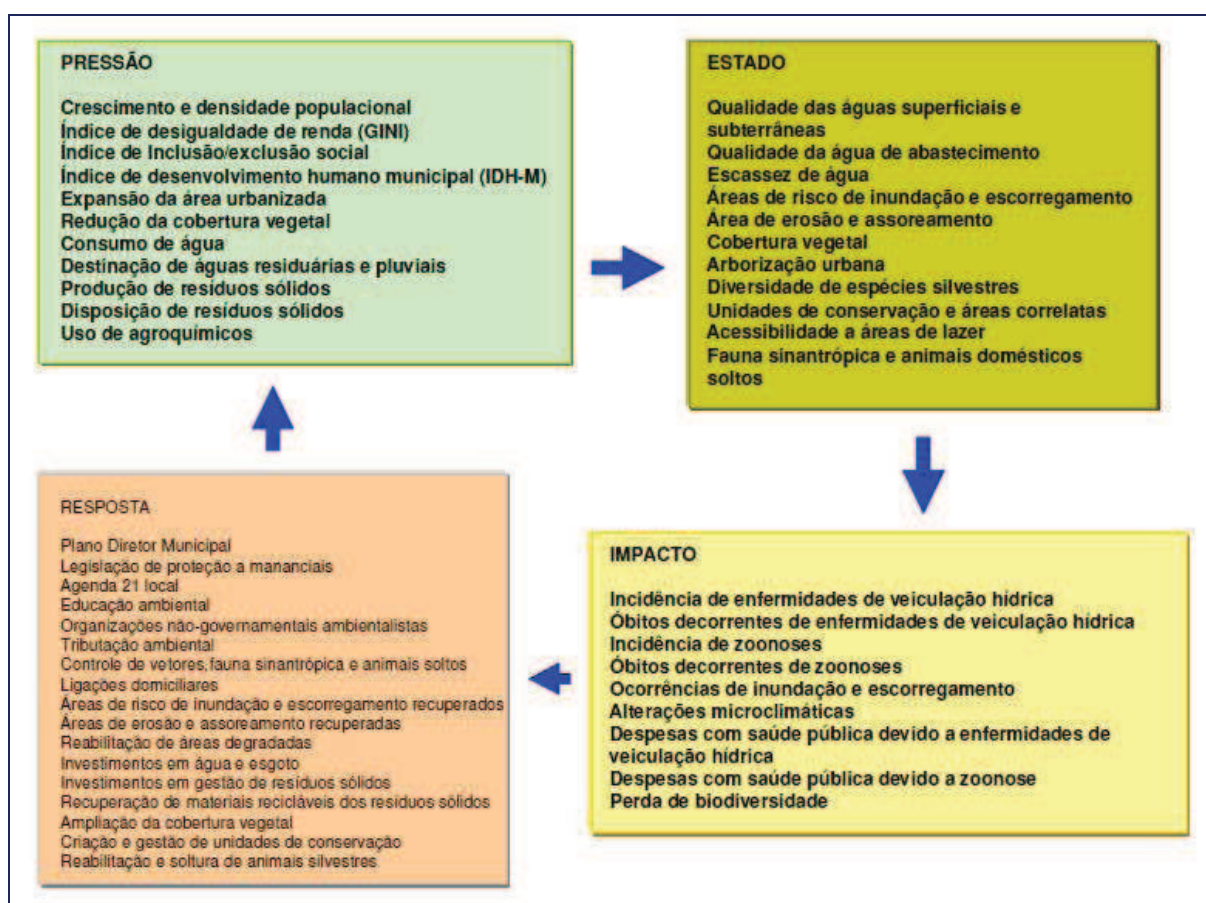 PRESSÃO
Crescimento e densidade populacional
Índice de desigualdade de renda (GINI)
Índice de Inclusão/exclusão social
Índice de desenvolvimento humano municipal (IDH-M)
Expansão da área urbanizada
Redução da cobertura vegetal
Consumo de água
Destinação de águas residuárias e pluviais
Produção de resíduos sólidos
Disposição de resíduos sólidos
Uso de agroquímicos
ESTADO
Qualidade das águas superficiais e
subterrâneas
Qualidade da água de abastecimento
Escassez de água
Áreas de risco de inundação e escorregamento
Área de erosão e assoreamento
Cobertura vegetal
Arborização urbana
Diversidade de espécies silvestres
Unidades de conservação e áreas correlatas
Acessibilidade a áreas de lazer
Fauna sinantrópica e animais domésticos
soltos
RESPOSTA
Plano Diretor Municipal
Legislação de proteção a mananciais
Agenda 21 local
Educação ambiental
Organizações não-governamentais ambientalistas
Tributação ambiental
Controle de vetores,fauna sinantrópica e animais soltos
Ligações domiciliares
Áreas de risco de inundação e escorregamento recuperados
Áreas de erosão e assoreamento recuperadas
Reabilitação de áreas degradadas
Investimentos em água e esgoto
Investimentos em gestão de resíduos sólidos
Recuperação de materiais recicláveis dos resíduos sólidos
Ampliação da cobertura vegetal
Criação e gestão de unidades de conservação
Reabilitação e soltura de animais silvestres
IMPACTO
Incidência de enfermidades de veiculação hídrica
Óbitos decorrentes de enfermidades de veiculação hídrica
Incidência de zoonoses
Óbitos decorrentes de zoonoses
Ocorrências de inundação e escorregamento
Alterações microclimáticas
Despesas com saúde pública devido a enfermidades de
veiculação hídrica
Despesas com saúde pública devido a zoonose
Perda de biodiversidade